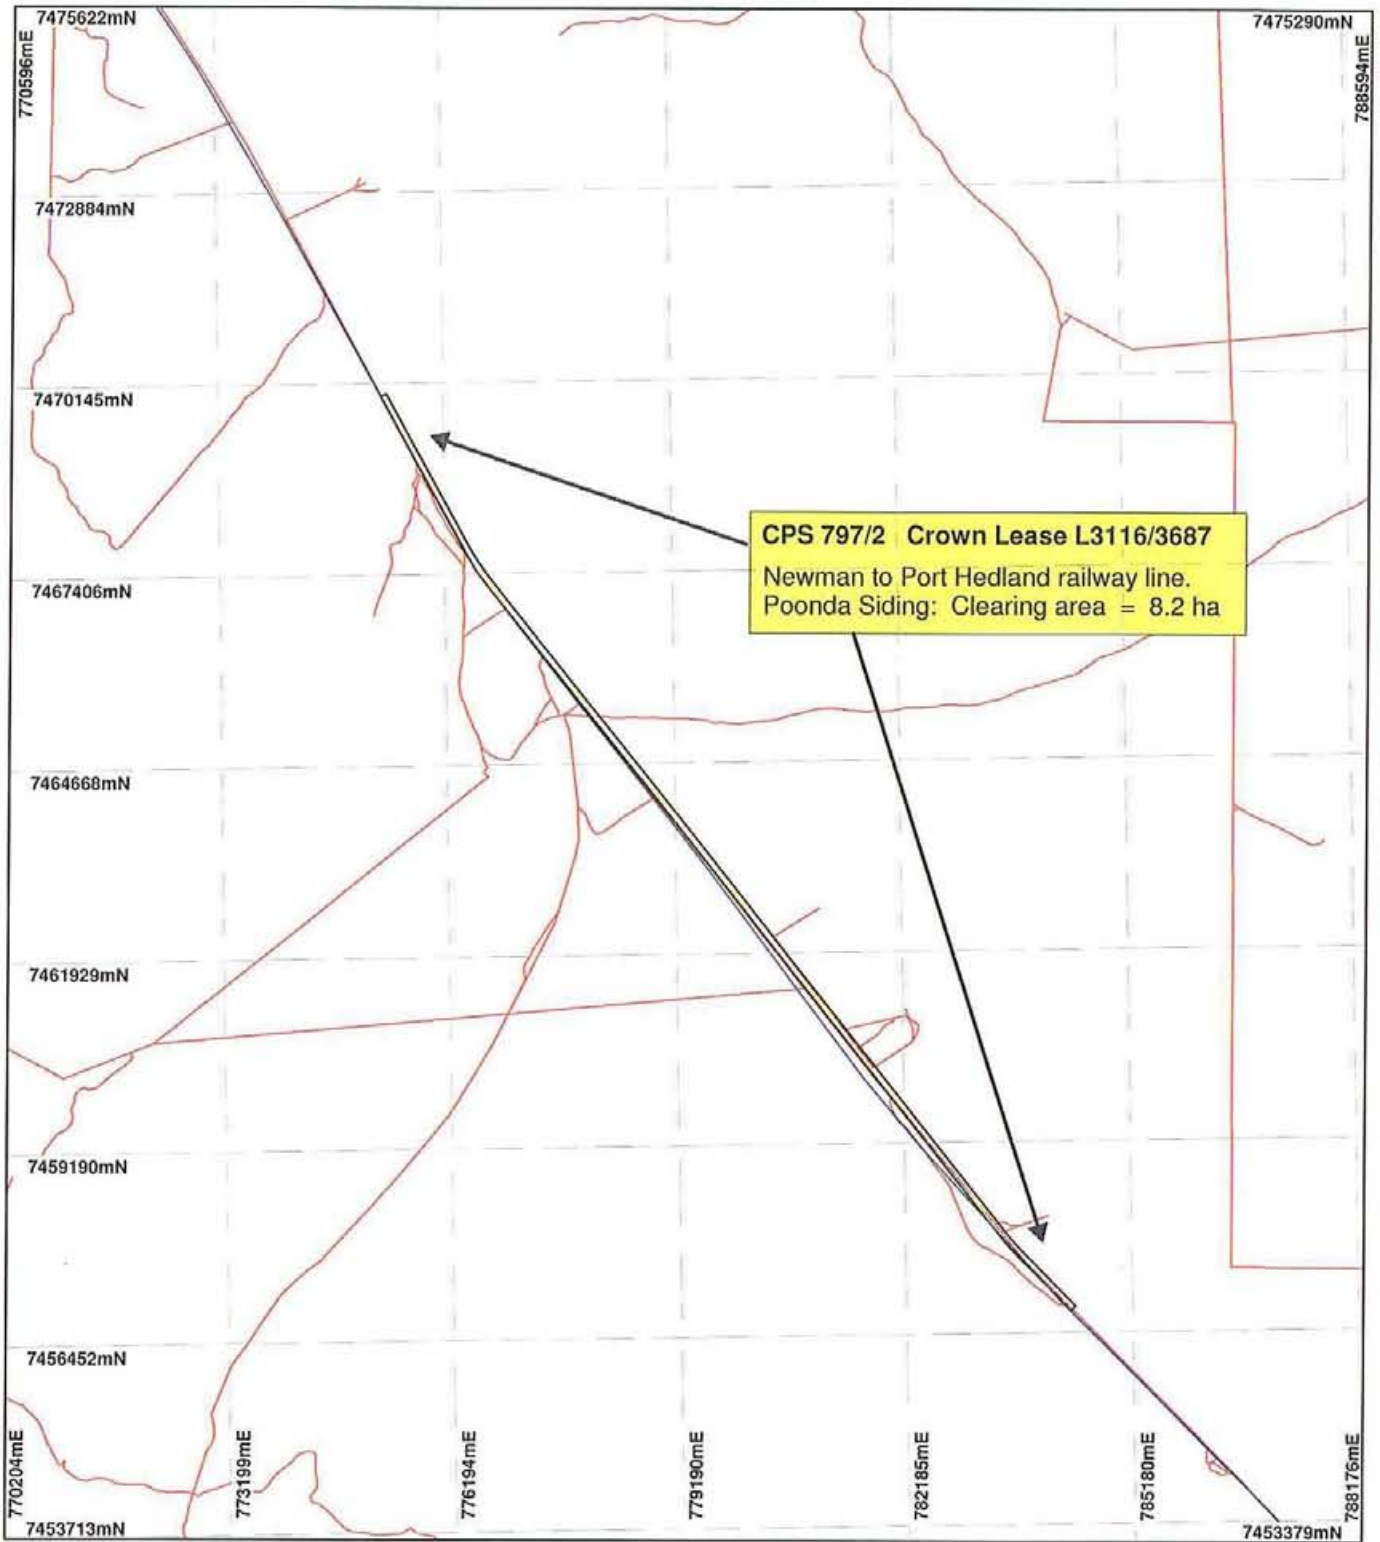 7475622mN
7475290mN
770596mE
788594mE
7472884mN
7470145mN
CPS 797/2 Crown Lease L3116/3687
Newman to Port Hedland railway line.
Poonda Siding: Clearing area = 8.2 ha
7467406mN
7464668mN
7461929mN
7459190mN
7456452mN
770204mE
773199mE
776194mE
779190mE
782185mE
785180mE
788176mE
7453713mN
7453379mN